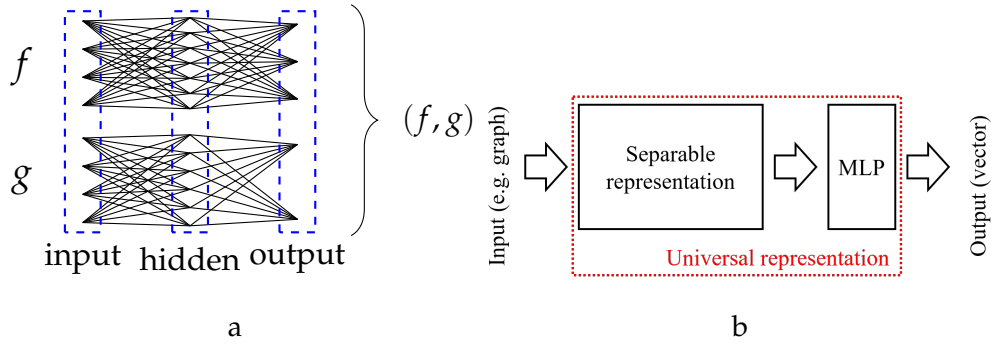 f
g
input
hidden
output
(f, g)
a
Input (e.g. graph)
Separable
representation
MLP
Output (vector)
Universal representation
b